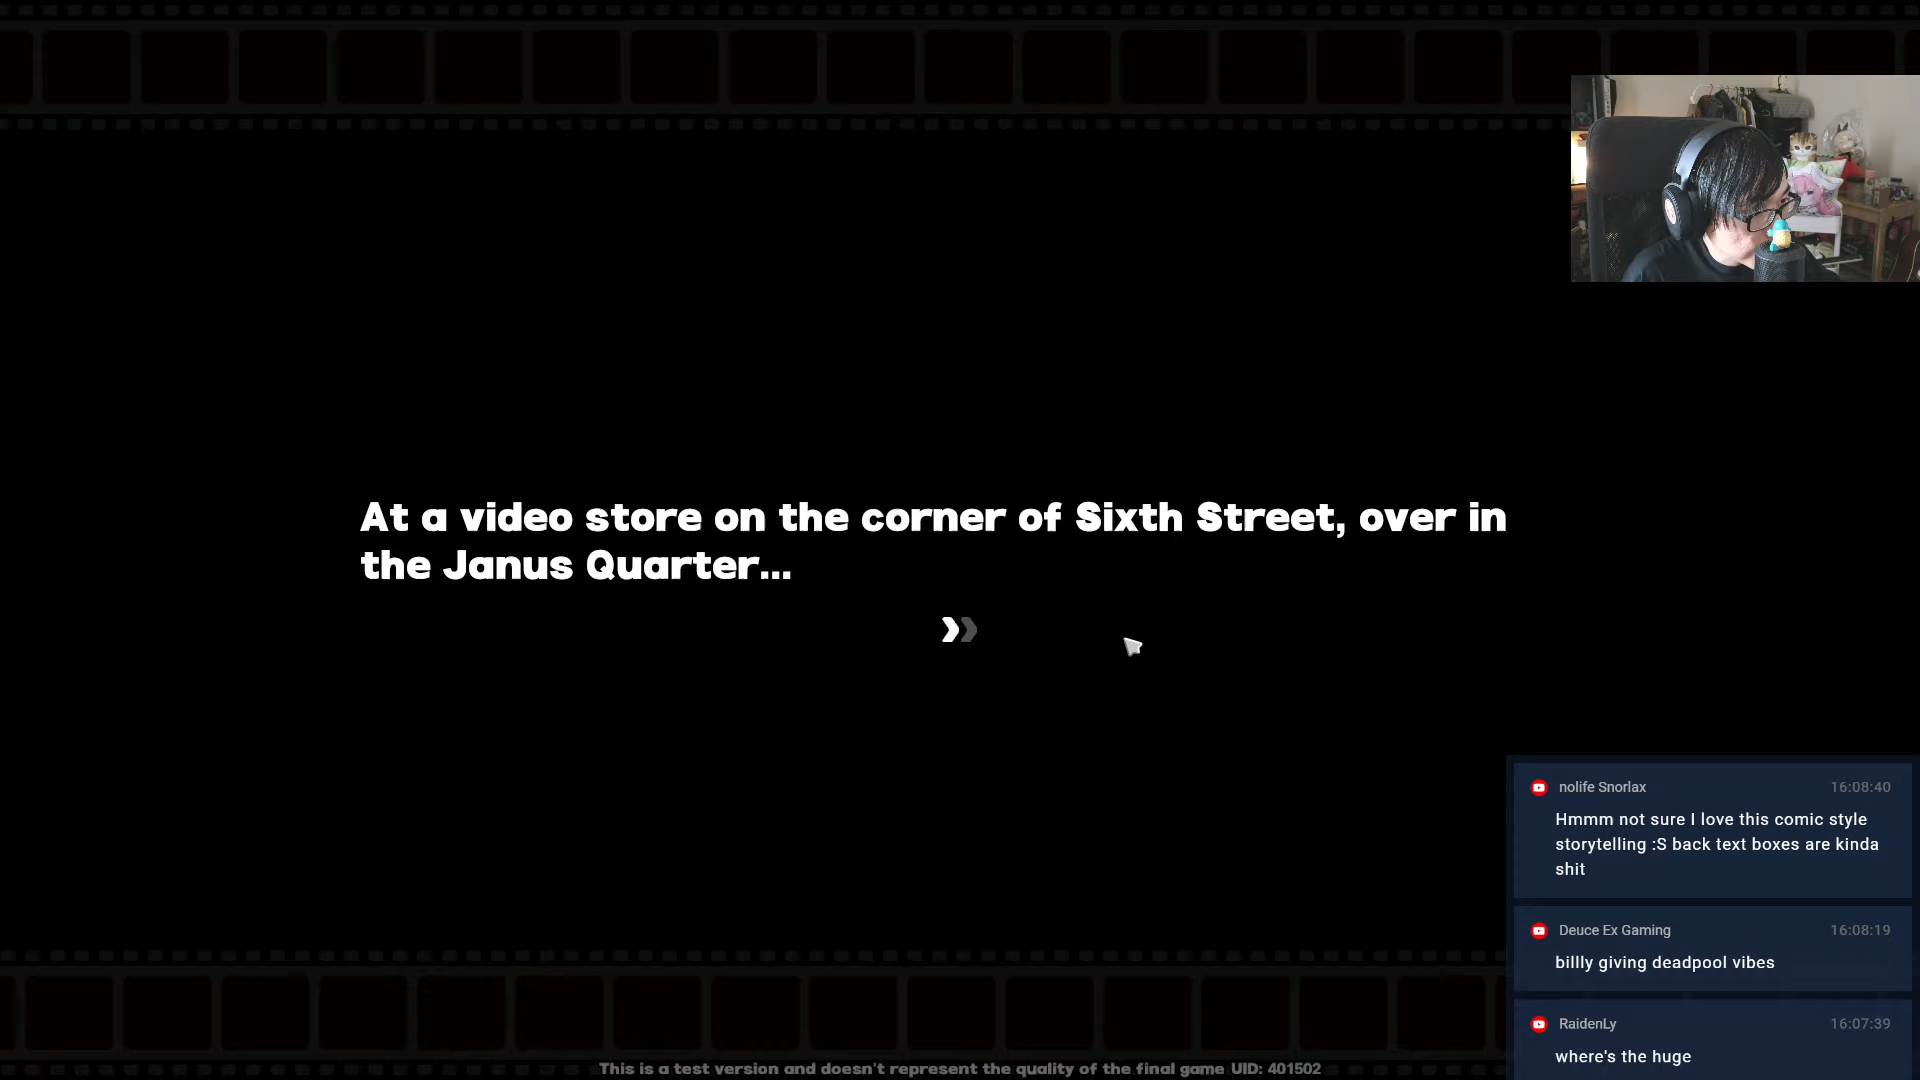 At a video store on the corner of Sixth Street, over in
the Janus Quarter...
nolife Snorlax 16:08:40
Hmmm not sure I love this comic style
storytelling :S back text boxes are kinda
shit
Deuce Ex Gaming 16:08:19
billly giving deadpool vibes
RaidenLy 16:07:39
where's the huge
This is a test version and doesn't represent the quality of the final game UID: 401502